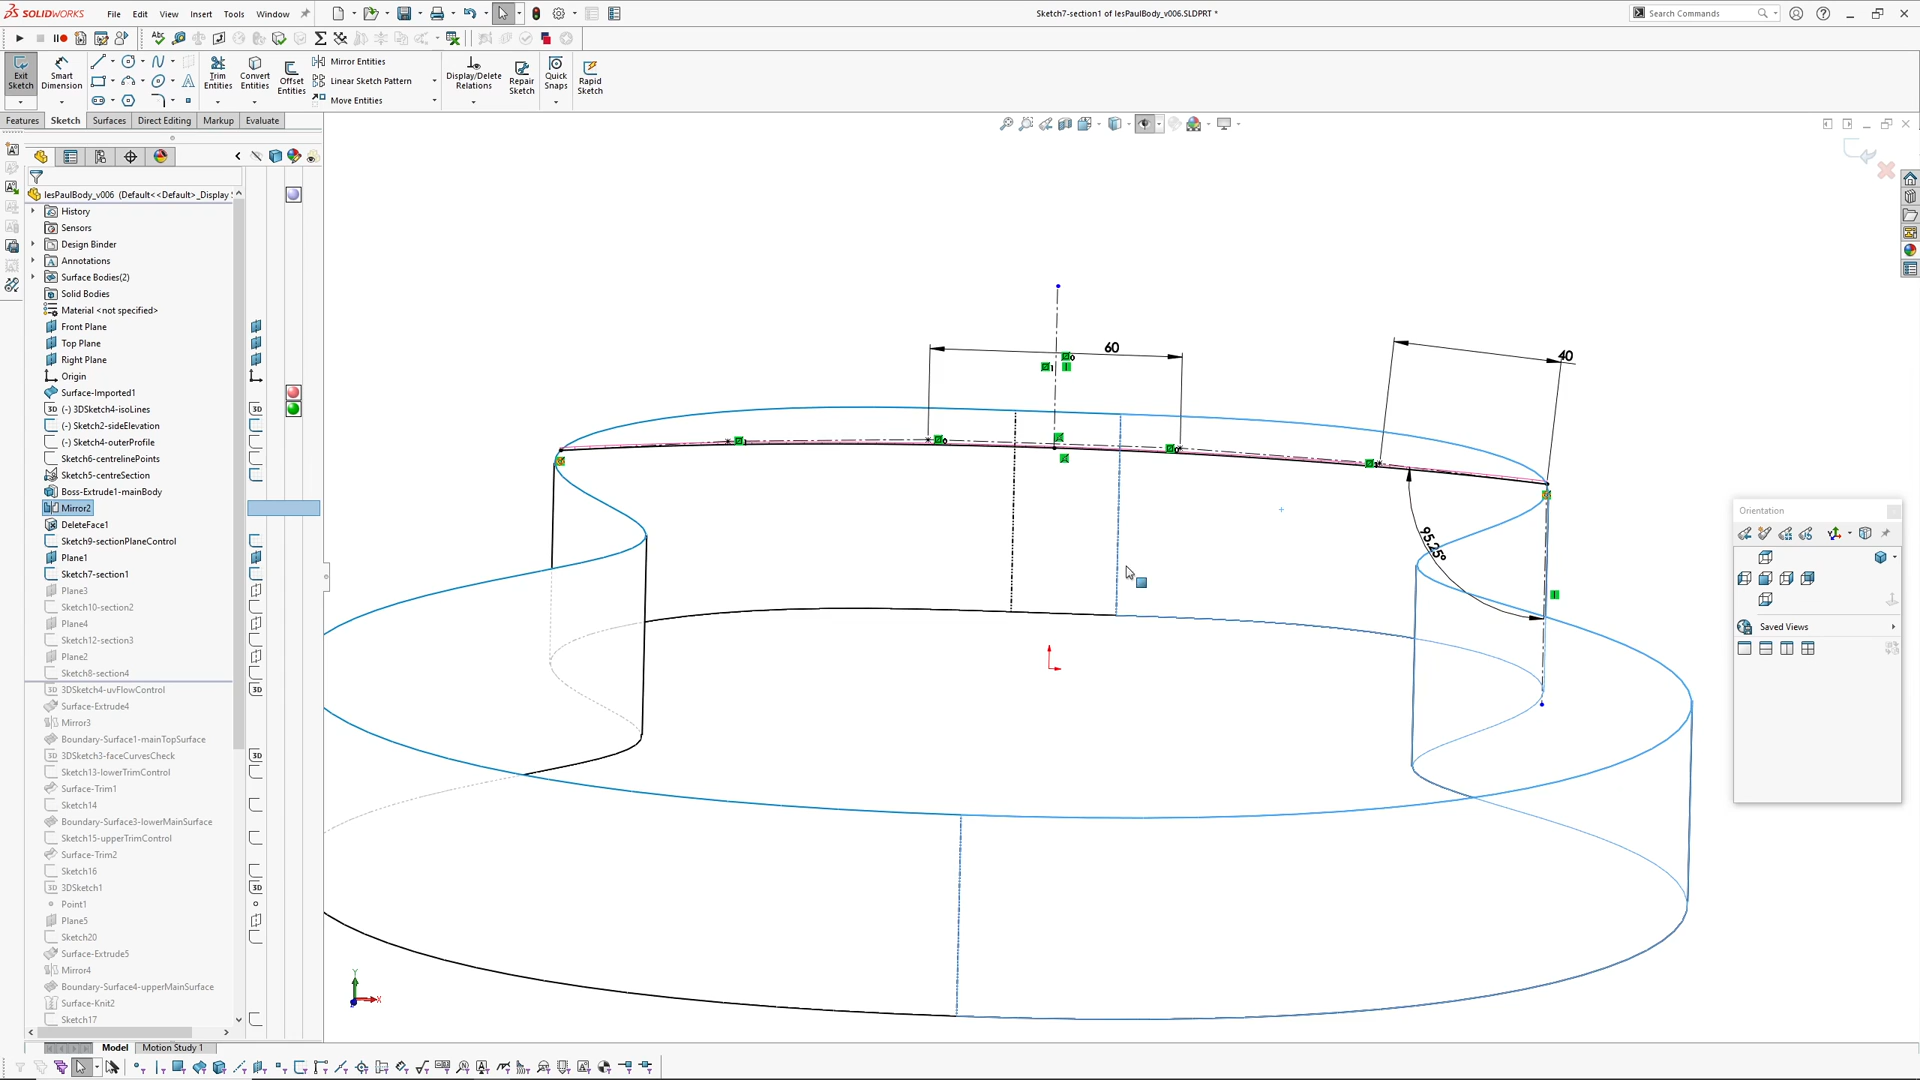 SOLIDWORKS
File Edit View Insert Tools Window
Sketch7-section1 of lesPaulBody_v006.SLDPRT *
Search Commands
Exit Sketch
Smart Dimension
Trim Entities
Convert Entities
Offset Entities
Mirror Entities
Linear Sketch Pattern
Move Entities
Display/Delete Relations
Repair Sketch
Quick Snaps
Rapid Sketch
Features Sketch Surfaces Direct Editing Markup Evaluate
lesPaulBody_v006 (Default<<Default>_Display
History
Sensors
Design Binder
Annotations
Surface Bodies(2)
Solid Bodies
Material <not specified>
Front Plane
Top Plane
Right Plane
Origin
Surface-Imported1
(-) 3DSketch4-isoLines
(-) Sketch2-sideElevation
(-) Sketch4-outerProfile
Sketch6-centrelinePoints
Sketch5-centreSection
Boss-Extrude1-mainBody
Mirror2
DeleteFace1
Sketch9-sectionPlaneControl
Plane1
Sketch7-section1
Plane3
Sketch10-section2
Plane4
Sketch12-section3
Plane2
Sketch8-section4
3DSketch4-uvFlowControl
Surface-Extrude4
Mirror3
Boundary-Surface1-mainTopSurface
3DSketch3-faceCurvesCheck
Sketch13-lowerTrimControl
Surface-Trim1
Sketch14
Boundary-Surface3-lowerMainSurface
Sketch15-upperTrimControl
Surface-Trim2
Sketch16
3DSketch1
Point1
Plane5
Sketch20
Surface-Extrude5
Mirror4
Boundary-Surface4-upperMainSurface
Surface-Knit2
Sketch17
60
40
95.25°
Orientation
Saved Views
Y
X
Model Motion Study 1